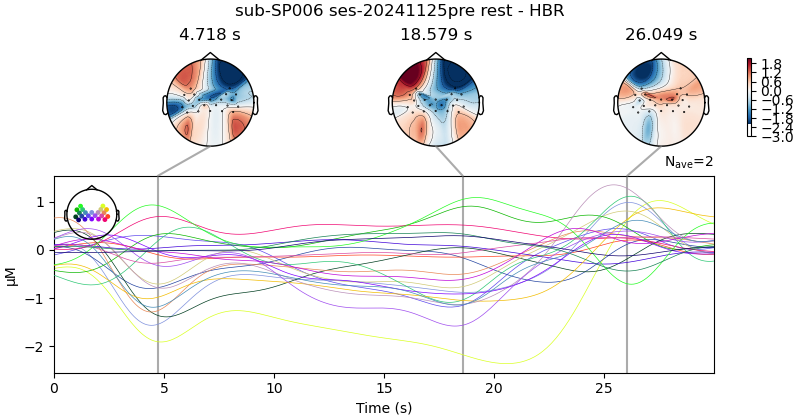 sub-SP006 ses-20241125pre rest - HBR
4.718 s
18.579 s
26.049 s
1.8
1.2
0.6
0.0
−0.6
−1.2
−1.8
−2.4
−3.0
Nave=2
1
0
−1
−2
µM
0
5
10
15
20
25
Time (s)